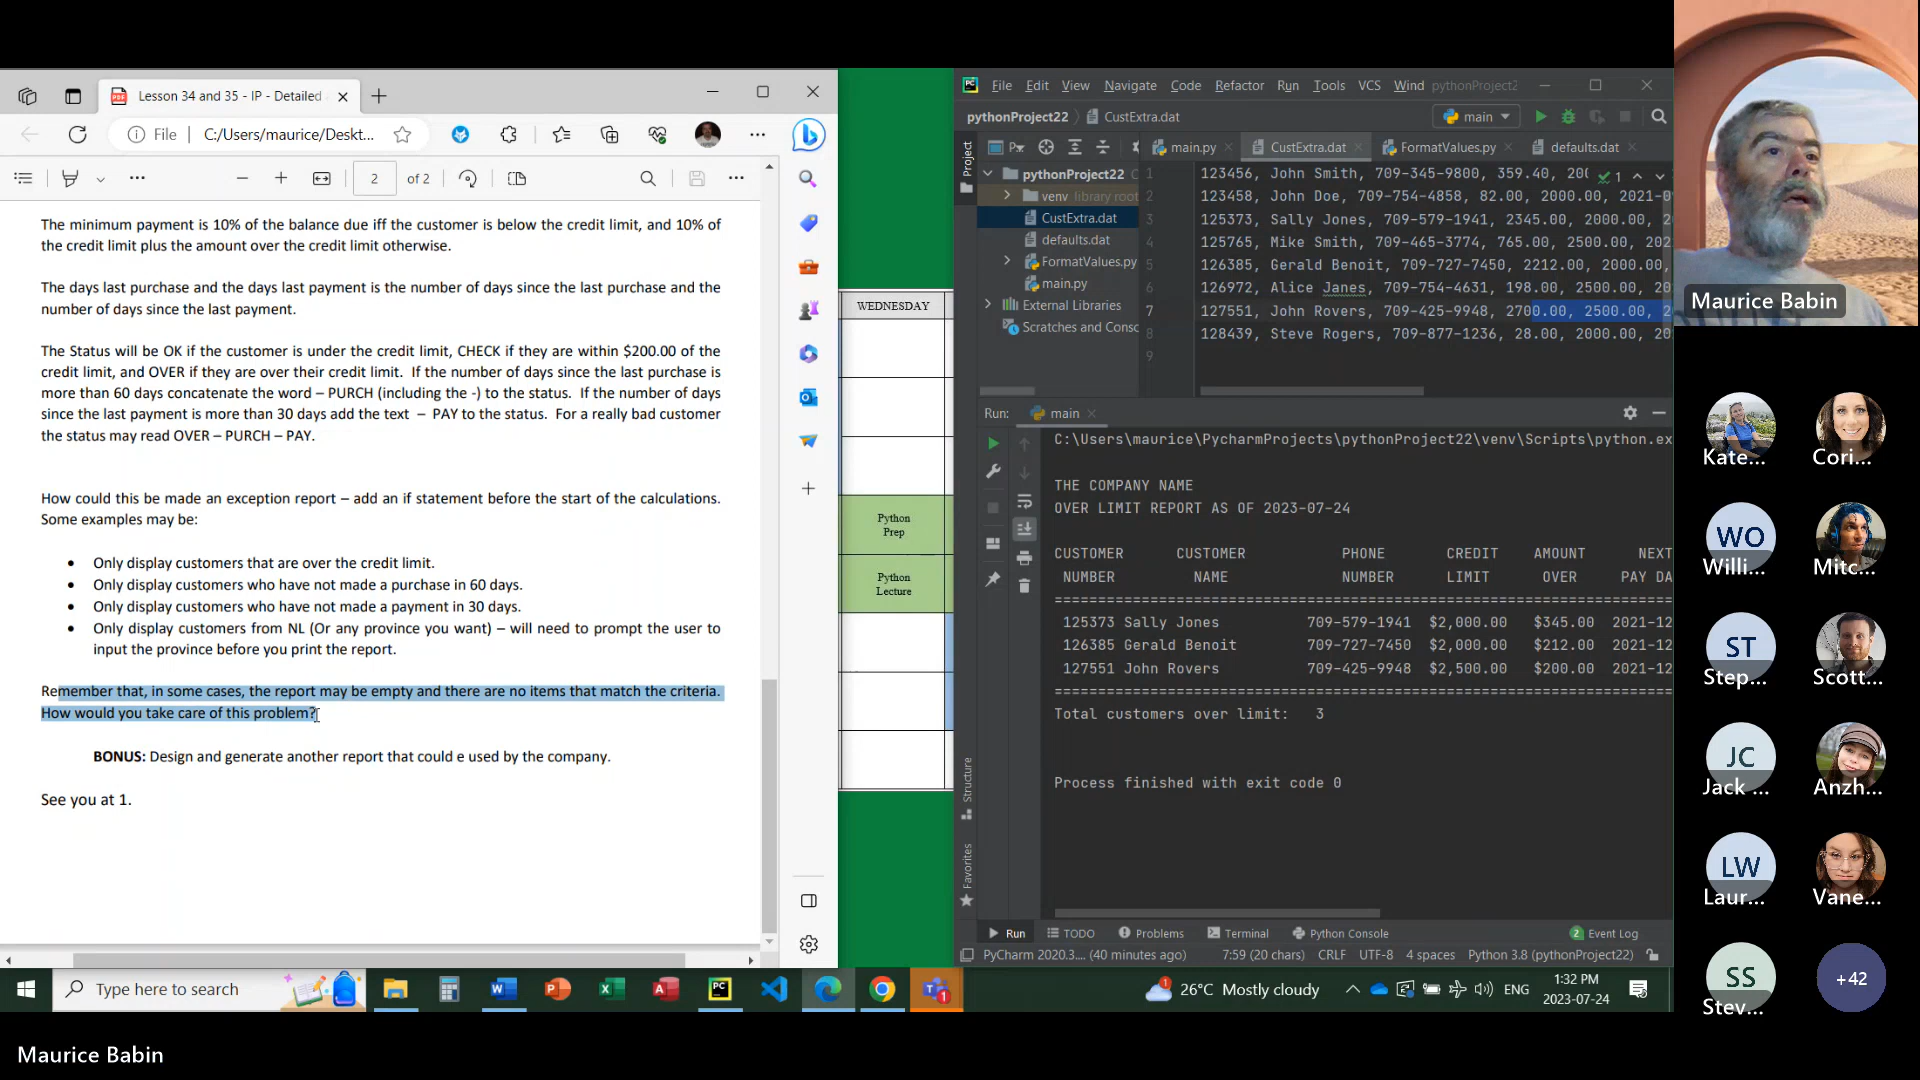 Lesson 34 and 35 - IP - Detailed
File C:/Users/maurice/Deskt...
2 of 2
The minimum payment is 10% of the balance due iff the customer is below the credit limit, and 10% of
the credit limit plus the amount over the credit limit otherwise.
The days last purchase and the days last payment is the number of days since the last purchase and the
number of days since the last payment.
The Status will be OK if the customer is under the credit limit, CHECK if they are within $200.00 of the
credit limit, and OVER if they are over their credit limit. If the number of days since the last purchase is
more than 60 days concatenate the word – PURCH (including the -) to the status. If the number of days
since the last payment is more than 30 days add the text – PAY to the status. For a really bad customer
the status may read OVER – PURCH – PAY.
How could this be made an exception report – add an if statement before the start of the calculations.
Some examples may be:
• Only display customers that are over the credit limit.
• Only display customers who have not made a purchase in 60 days.
• Only display customers who have not made a payment in 30 days.
• Only display customers from NL (Or any province you want) – will need to prompt the user to
input the province before you print the report.
Remember that, in some cases, the report may be empty and there are no items that match the criteria.
How would you take care of this problem?
BONUS: Design and generate another report that could e used by the company.
See you at 1.
WEDNESDAY
Python
Prep
Python
Lecture
PC File Edit View Navigate Code Refactor Run Tools VCS Wind pythonProject2
pythonProject22 CustExtra.dat main
Project
P
main.py CustExtra.dat FormatValues.py defaults.dat
pythonProject22 C
venv library root
CustExtra.dat
defaults.dat
FormatValues.py
main.py
External Libraries
Scratches and Consc
1 123456, John Smith, 709-345-9800, 359.40, 200 1
2 123458, John Doe, 709-754-4858, 82.00, 2000.00, 2021-0
3 125373, Sally Jones, 709-579-1941, 2345.00, 2000.00, 2
4 125765, Mike Smith, 709-465-3774, 765.00, 2500.00, 202
5 126385, Gerald Benoit, 709-727-7450, 2212.00, 2000.00,
6 126972, Alice Janes, 709-754-4631, 198.00, 2500.00, 20
7 127551, John Rovers, 709-425-9948, 2700.00, 2500.00, 2
8 128439, Steve Rogers, 709-877-1236, 28.00, 2000.00, 20
9
Run: main
C:\Users\maurice\PycharmProjects\pythonProject22\venv\Scripts\python.ex
THE COMPANY NAME
OVER LIMIT REPORT AS OF 2023-07-24
CUSTOMER CUSTOMER PHONE CREDIT AMOUNT NEXT
NUMBER NAME NUMBER LIMIT OVER PAY DA
125373 Sally Jones 709-579-1941 $2,000.00 $345.00 2021-12
126385 Gerald Benoit 709-727-7450 $2,000.00 $212.00 2021-12
127551 John Rovers 709-425-9948 $2,500.00 $200.00 2021-12
Total customers over limit: 3
Process finished with exit code 0
Structure
Favorites
Run TODO Problems Terminal Python Console 2 Event Log
PyCharm 2020.3.... (40 minutes ago) 7:59 (20 chars) CRLF UTF-8 4 spaces Python 3.8 (pythonProject22)
Type here to search
26°C Mostly cloudy ENG
1:32 PM
2023-07-24
Maurice Babin
Kate... Cori...
WO
Willi... Mitc...
ST
Step... Scott...
JC
Jack ... Anzh...
LW
Laur... Vane...
SS
Stev...
+42
Maurice Babin